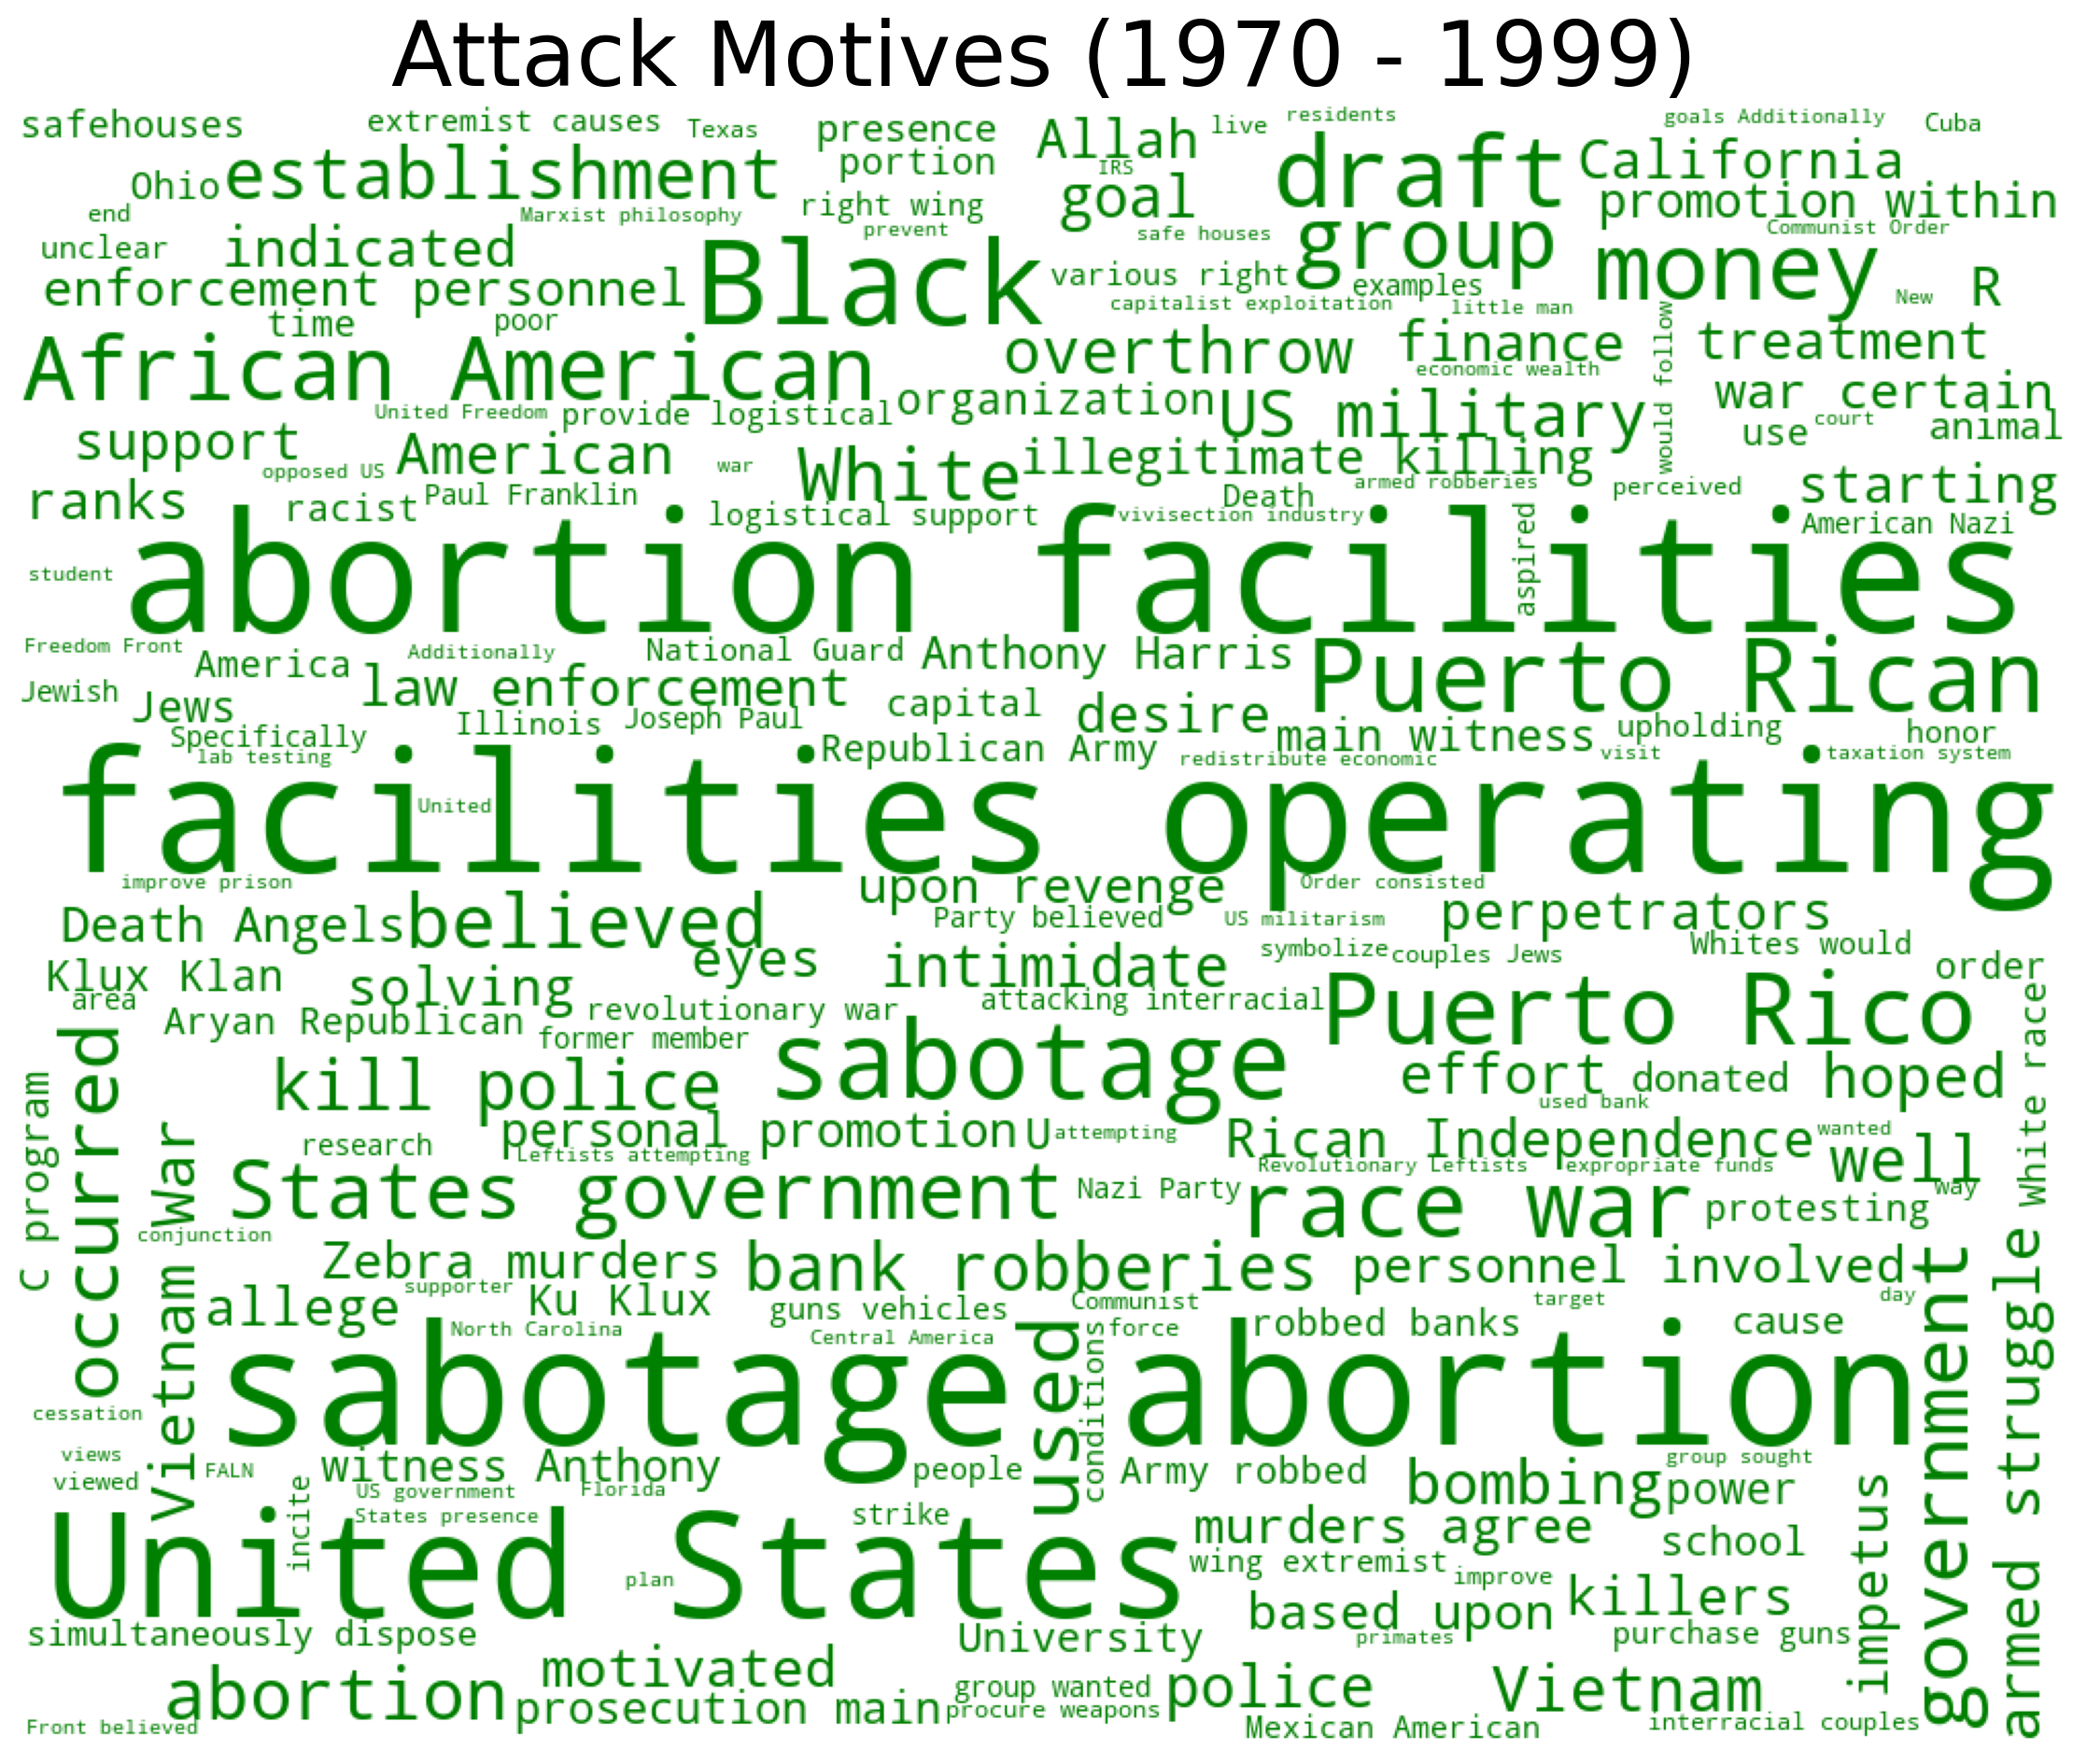 Attack Motives (1970 - 1999)
safehouses
extremist causes
Texas
presence
Allah
live
residents
goals Additionally
Cuba
Ohio
establishment
portion
IRS
goal
draft
California
end
Marxist philosophy
right wing
promotion within
unclear
indicated
prevent
safe houses
group
Communist Order
enforcement personnel
Black
various right
examples
money
R
time
poor
capitalist exploitation
little man
New
African American
overthrow
finance
would follow
treatment
economic wealth
United Freedom
provide logistical
organization
US military
war certain
support
American
war
use
court
animal
opposed US
White
illegitimate killing
ranks
racist
Paul Franklin
Death
armed robberies
perceived
starting
logistical support
vivisection industry
aspired
American Nazi
abortion facilities
student
Freedom Front
America
Additionally
National Guard
Anthony Harris
Puerto Rican
Jewish
Jews
law enforcement
capital
desire
Specifically
Illinois
Joseph Paul
main witness
upholding
honor
lab testing
Republican Army
redistribute economic
visit
taxation system
facilities operating
United
improve prison
upon revenge
Order consisted
Death Angels
believed
Party believed
US militarism
perpetrators
eyes
intimidate
symbolize
couples Jews
Whites would
Klux Klan
solving
order
area
revolutionary war
attacking interracial
Puerto Rico
Aryan Republican
former member
sabotage
White race
occurred
kill police
effort
donated
hoped
C program
used bank
Vietnam War
personal promotion
U
attempting
Rican Independence
wanted
research
Leftists attempting
Revolutionary Leftists
expropriate funds
well
States government
Nazi Party
race war
way
protesting
conjunction
Zebra murders
bank robberies
personnel involved
armed struggle
allege
supporter
Ku Klux
guns vehicles
Communist
target
day
government
North Carolina
Central America
used
force
conditions
robbed banks
cause
sabotage
abortion
cessation
views
viewed
FALN
witness Anthony
people
Army robbed
bombing
group sought
power
incite
US government
Florida
United States
States presence
strike
murders agree
school
impetus
plan
wing extremist
improve
killers
simultaneously dispose
University
based upon
primates
purchase guns
abortion
motivated
group wanted
police
Vietnam
prosecution main
procure weapons
Front believed
Mexican American
interracial couples